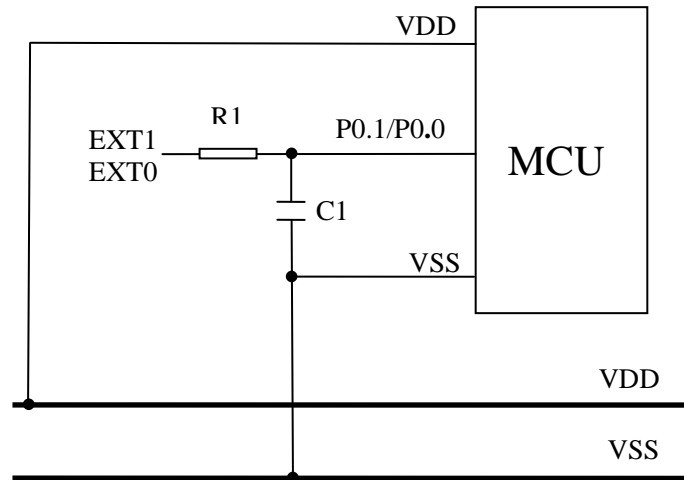 VDD
R1
EXT1
P0.1/P0.0
EXT0
MCU
C1
VSS
VDD
VSS